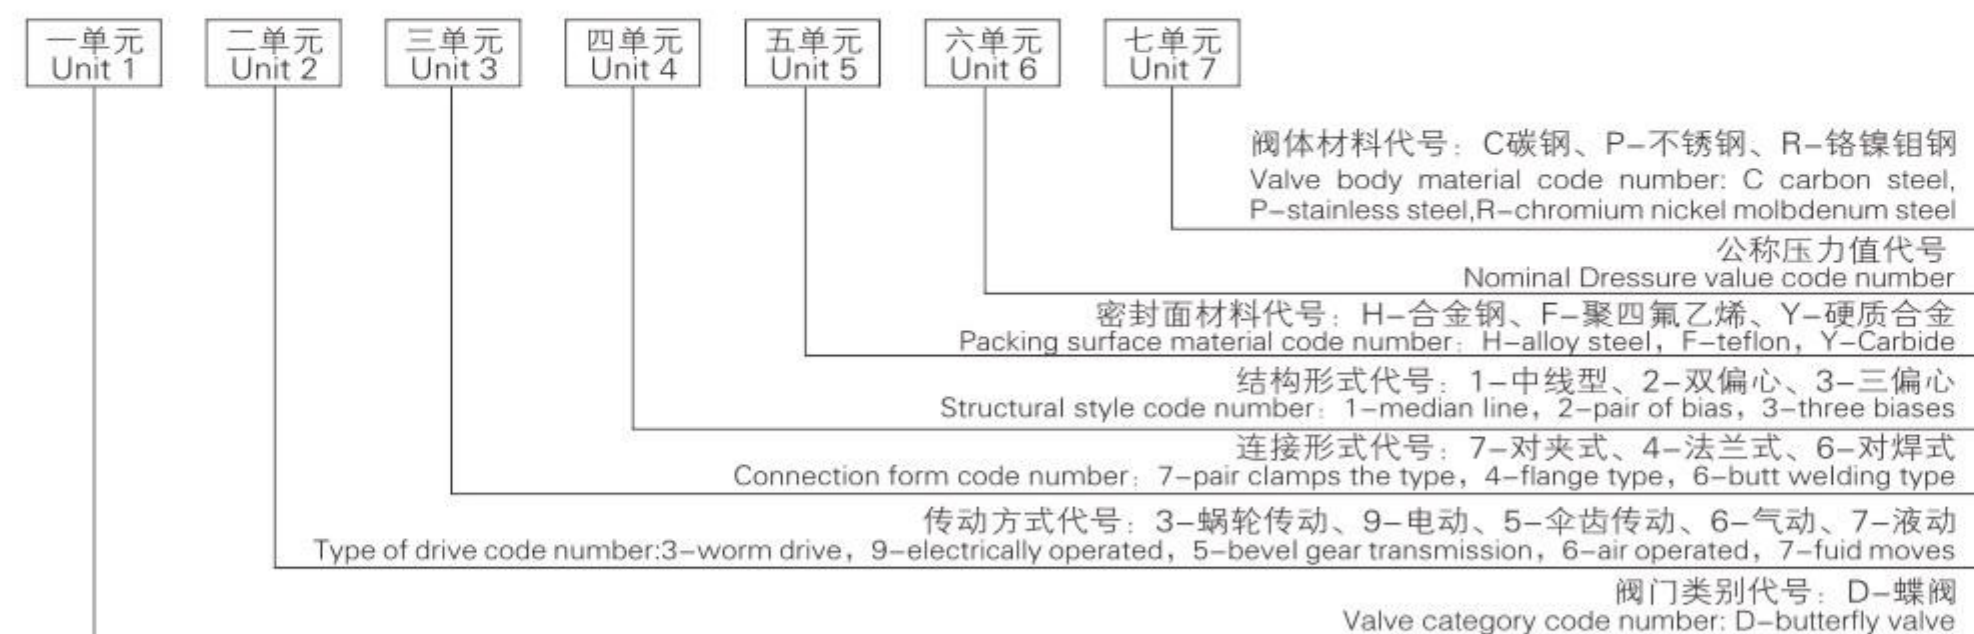 一单元
Unit 1
二单元
Unit 2
三单元
Unit 3
四单元
Unit 4
五单元
Unit 5
六单元
Unit 6
七单元
Unit 7
阀体材料代号：C碳钢、P–不锈钢、R–铬镍钼钢
Valve body material code number: C carbon steel,
P–stainless steel,R–chromium nickel molbdenum steel
公称压力值代号
Nominal Dressure value code number
密封面材料代号：H–合金钢、F–聚四氟乙烯、Y–硬质合金
Packing surface material code number：H–alloy steel，F–teflon，Y–Carbide
结构形式代号：1–中线型、2–双偏心、3–三偏心
Structural style code number：1–median line，2–pair of bias，3–three biases
连接形式代号：7–对夹式、4–法兰式、6–对焊式
Connection form code number：7–pair clamps the type，4–flange type，6–butt welding type
传动方式代号：3–蜗轮传动、9–电动、5–伞齿传动、6–气动、7–液动
Type of drive code number:3–worm drive，9–electrically operated，5–bevel gear transmission，6–air operated，7–fuid moves
阀门类别代号：D–蝶阀
Valve category code number: D–butterfly valve